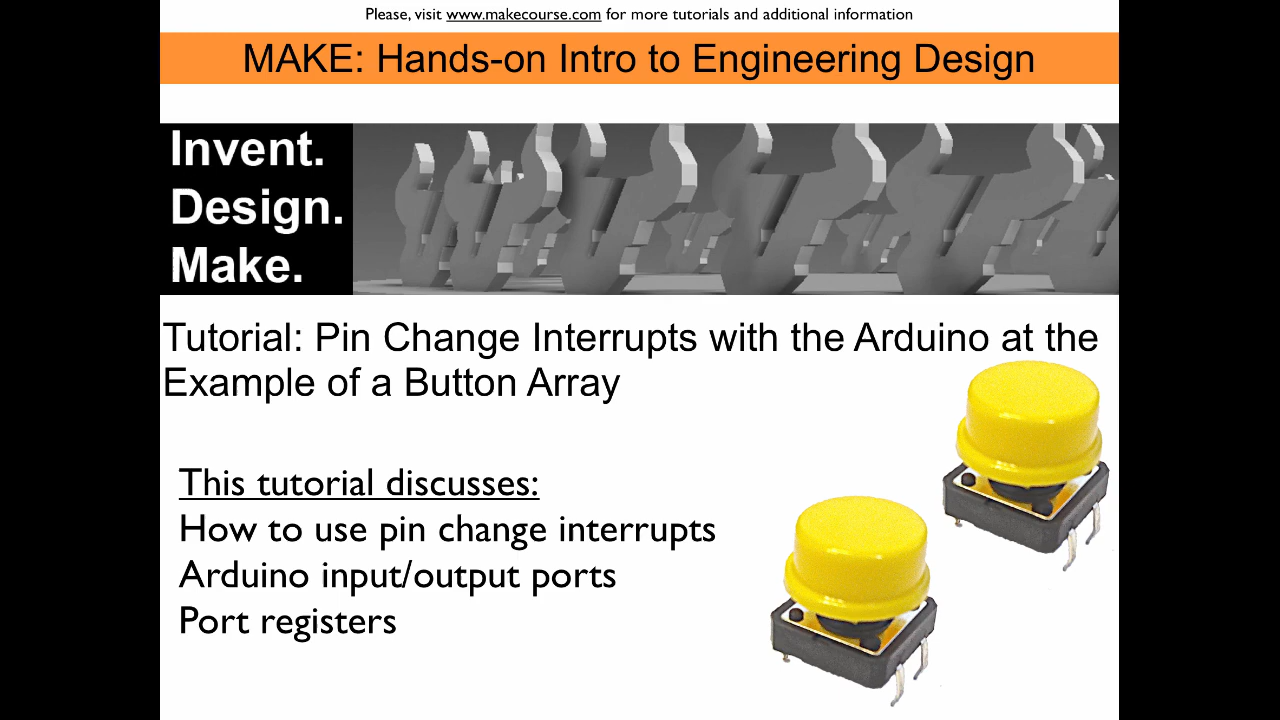 Please, visit www.makecourse.com for more tutorials and additional information
MAKE: Hands-on Intro to Engineering Design
Invent.
Design.
Make.
Tutorial: Pin Change Interrupts with the Arduino at the
Example of a Button Array
This tutorial discusses:
How to use pin change interrupts
Arduino input/output ports
Port registers